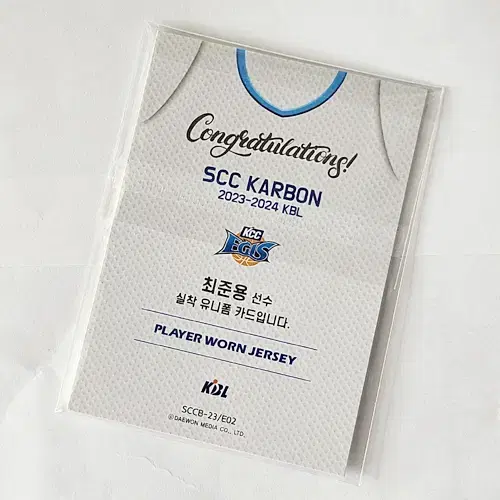 Congratulations!
SCC KARBON
2023-2024 KBL
KCC
EGIS
최준용 선수
실착 유니폼 카드입니다.
PLAYER WORN JERSEY
KBL
SCCB-23/E02
ⓒDAEWON MEDIA CO., LTD.